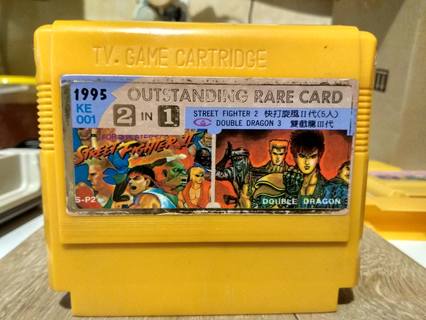 TV. GAME CARTRIDGE
1995 OUTSTANDING RARE CARD
KE
001
2 IN 1
STREET FIGHTER 2 快打旋風II代(5人)
DOUBLE DRAGON 3 雙截龍III代
STREET FIGHTER II
S-P2
DOUBLE DRAGON